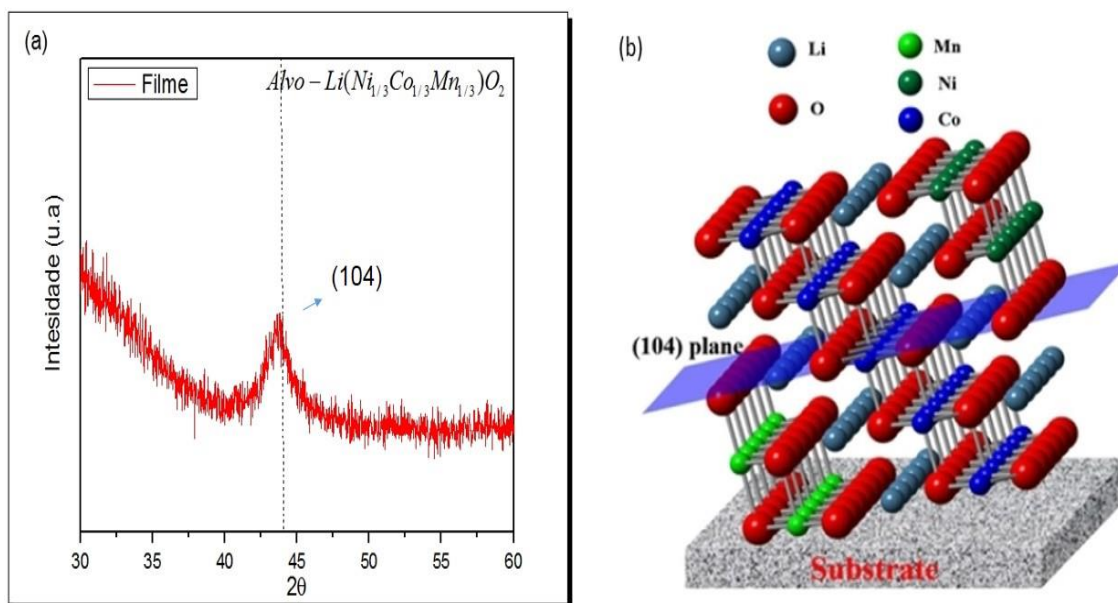 (a)
Filme
Alvo – Li(Ni1/3Co1/3Mn1/3)O2
(104)
Intesidade (u.a)
30 35 40 45 50 55 60
2θ
(b)
Li
Mn
Ni
O
Co
(104) plane
Substrate